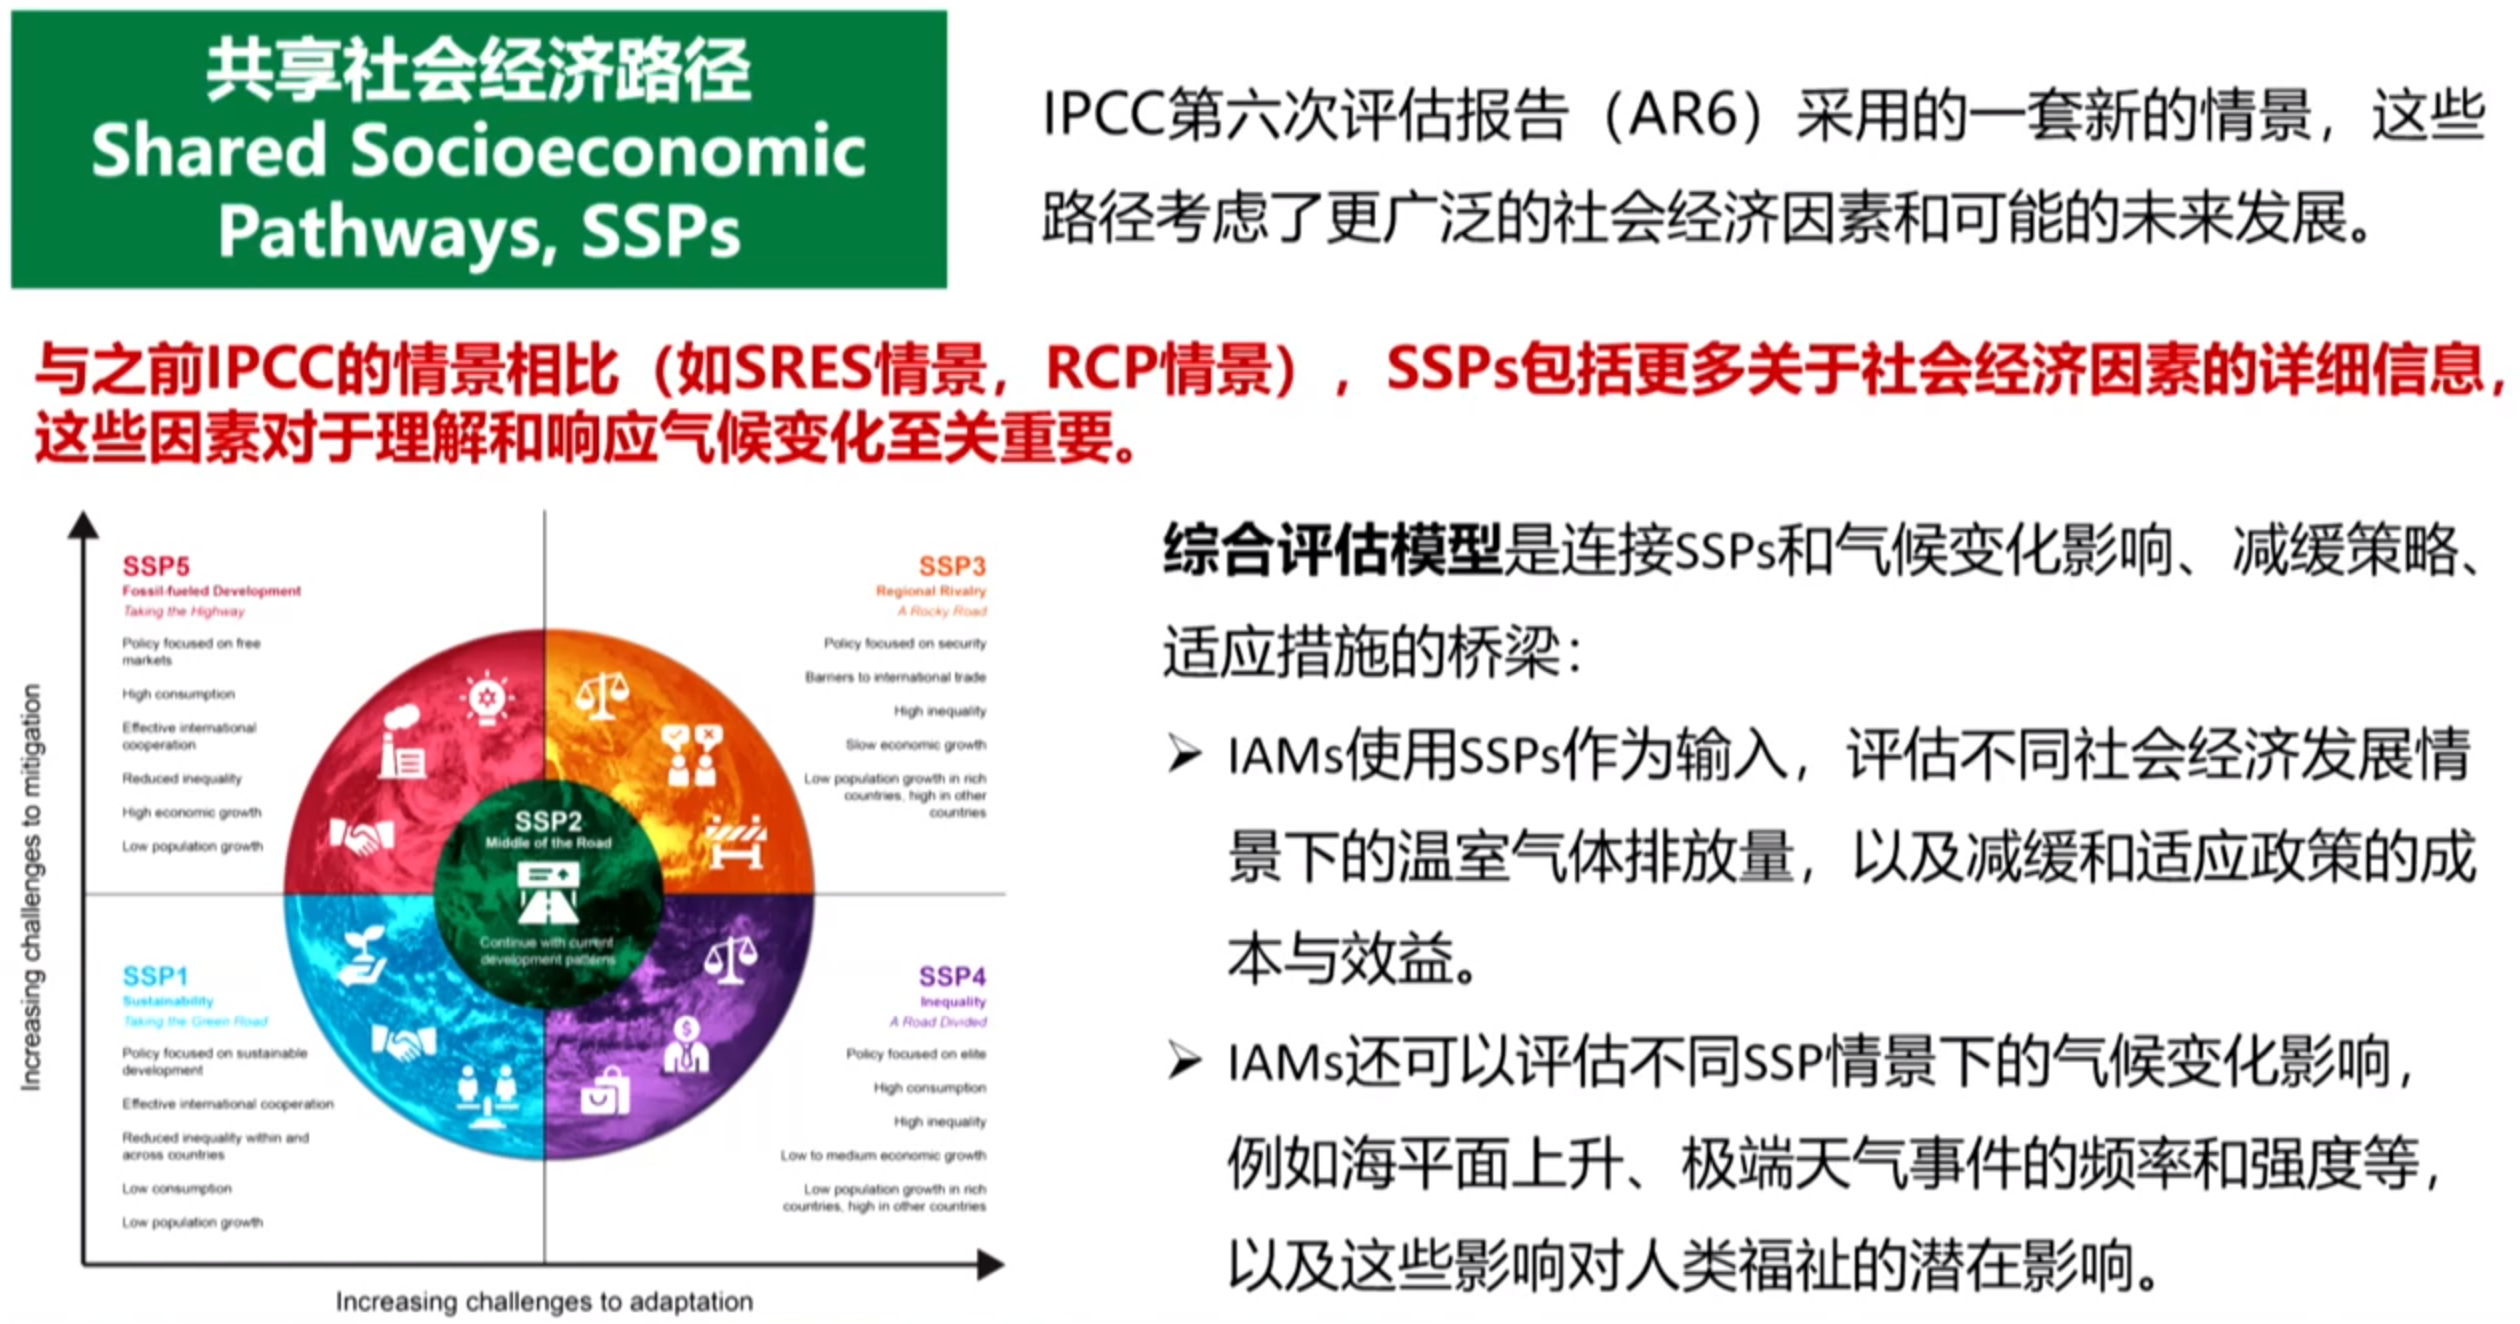 共享社会经济路径
Shared Socioeconomic
Pathways, SSPs
IPCC第六次评估报告（AR6）采用的一套新的情景，这些
路径考虑了更广泛的社会经济因素和可能的未来发展。
与之前IPCC的情景相比（如SRES情景，RCP情景），SSPs包括更多关于社会经济因素的详细信息，
这些因素对于理解和响应气候变化至关重要。
Increasing challenges to mitigation
SSP5
Fossil-fueled Development
Taking the Highway
Policy focused on free
markets
High consumption
Effective international
cooperation
Reduced inequality
High economic growth
Low population growth
SSP3
Regional Rivalry
A Rocky Road
Policy focused on security
Barriers to international trade
High inequality
Slow economic growth
Low population growth in rich
countries, high in other
countries
SSP2
Middle of the Road
Continue with current
development patterns
SSP1
Sustainability
Taking the Green Road
Policy focused on sustainable
development
Effective international cooperation
Reduced inequality within and
across countries
Low consumption
Low population growth
SSP4
Inequality
A Road Divided
Policy focused on elite
High consumption
High inequality
Low to medium economic growth
Low population growth in rich
countries, high in other countries
Increasing challenges to adaptation
综合评估模型是连接SSPs和气候变化影响、减缓策略、
适应措施的桥梁：
➢ IAMs使用SSPs作为输入，评估不同社会经济发展情
景下的温室气体排放量，以及减缓和适应政策的成
本与效益。
➢ IAMs还可以评估不同SSP情景下的气候变化影响，
例如海平面上升、极端天气事件的频率和强度等，
以及这些影响对人类福祉的潜在影响。